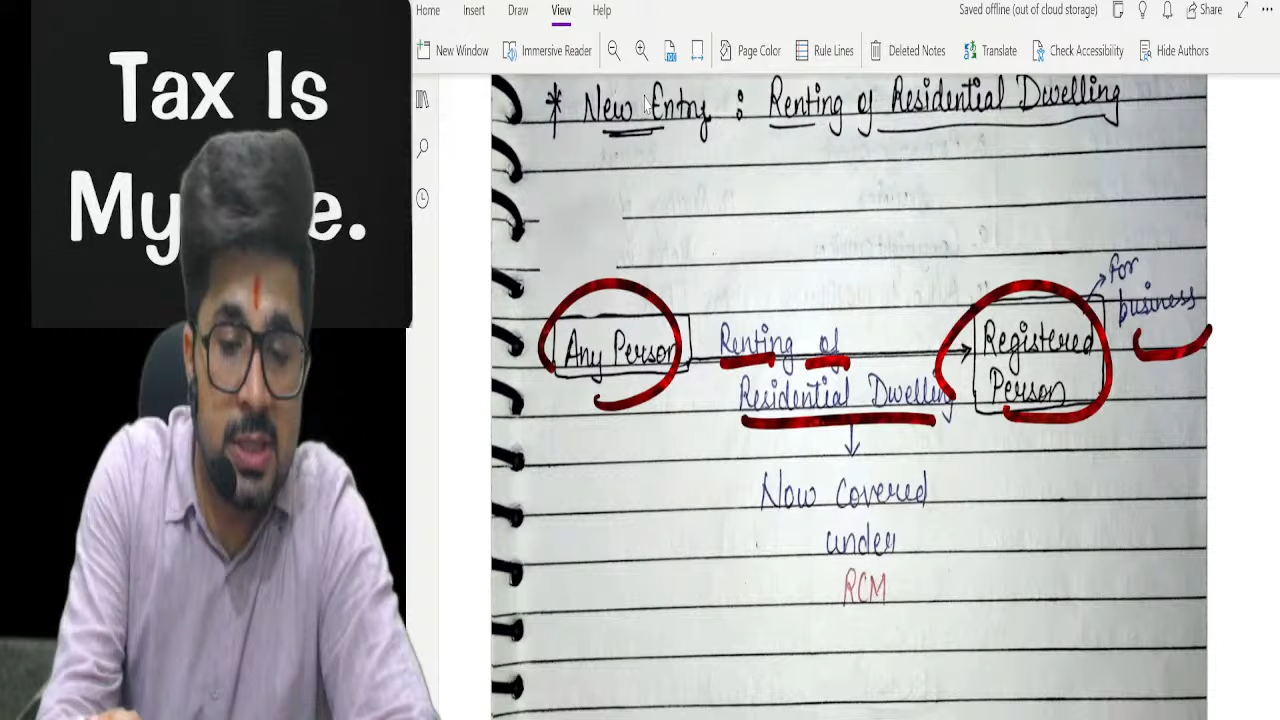 Tax Is
My e.
Home Insert Draw View Help
Saved offline (out of cloud storage) Share
New Window Immersive Reader Page Color Rule Lines Deleted Notes Translate Check Accessibility Hide Authors
* New Entry : Renting of Residential Dwelling
for
business
Any Person
Renting of
Residential Dwelling
Registered
Person
Now covered
under
RCM